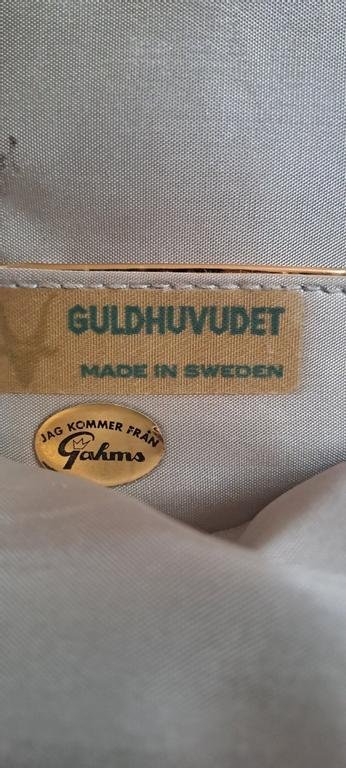 GULDHUVUDET
MADE IN SWEDEN
JAG KOMMER FRÅN
Gahms